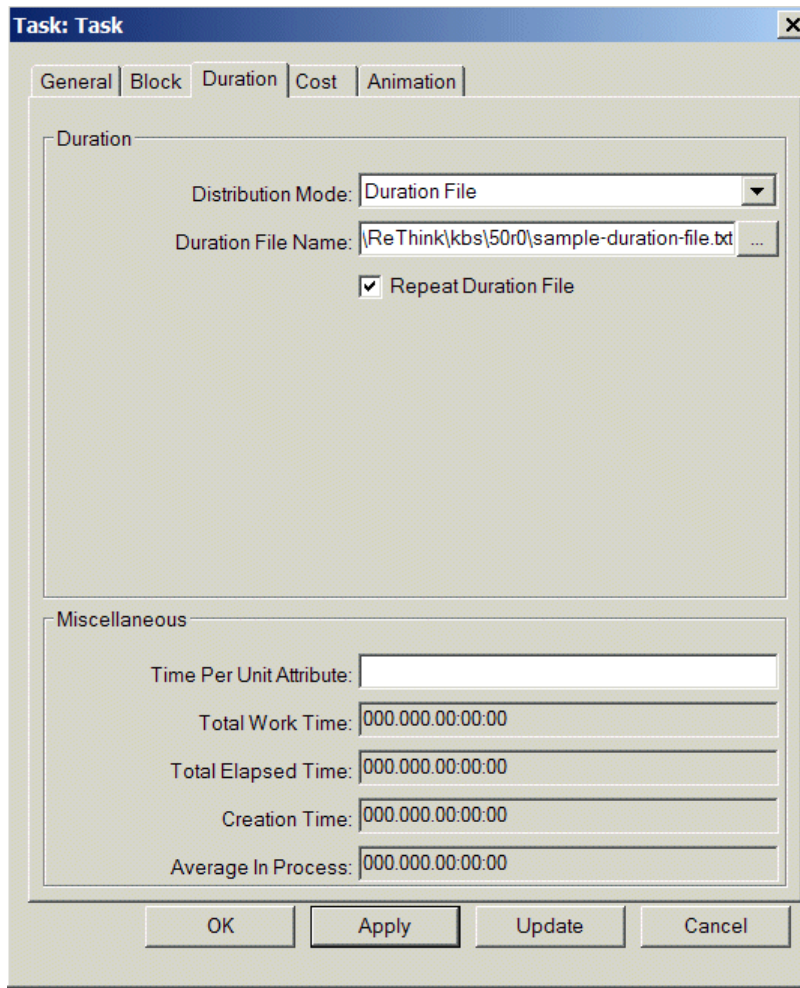 Task: Task
General Block Duration Cost Animation
Duration
Distribution Mode: Duration File
Duration File Name: \ReThink\kbs\50r0\sample-duration-file.txt ...
Repeat Duration File
Miscellaneous
Time Per Unit Attribute:
Total Work Time: 000.000.00:00:00
Total Elapsed Time: 000.000.00:00:00
Creation Time: 000.000.00:00:00
Average In Process: 000.000.00:00:00
OK Apply Update Cancel